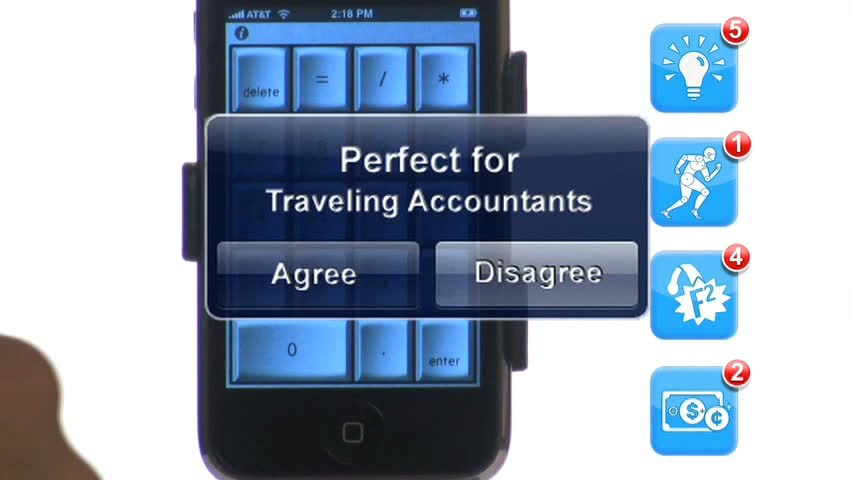 AT&T 2:18 PM
i
delete = / *
Perfect for
Traveling Accountants
Agree Disagree
0 . enter
5
1
4
F²
2
$ ¢